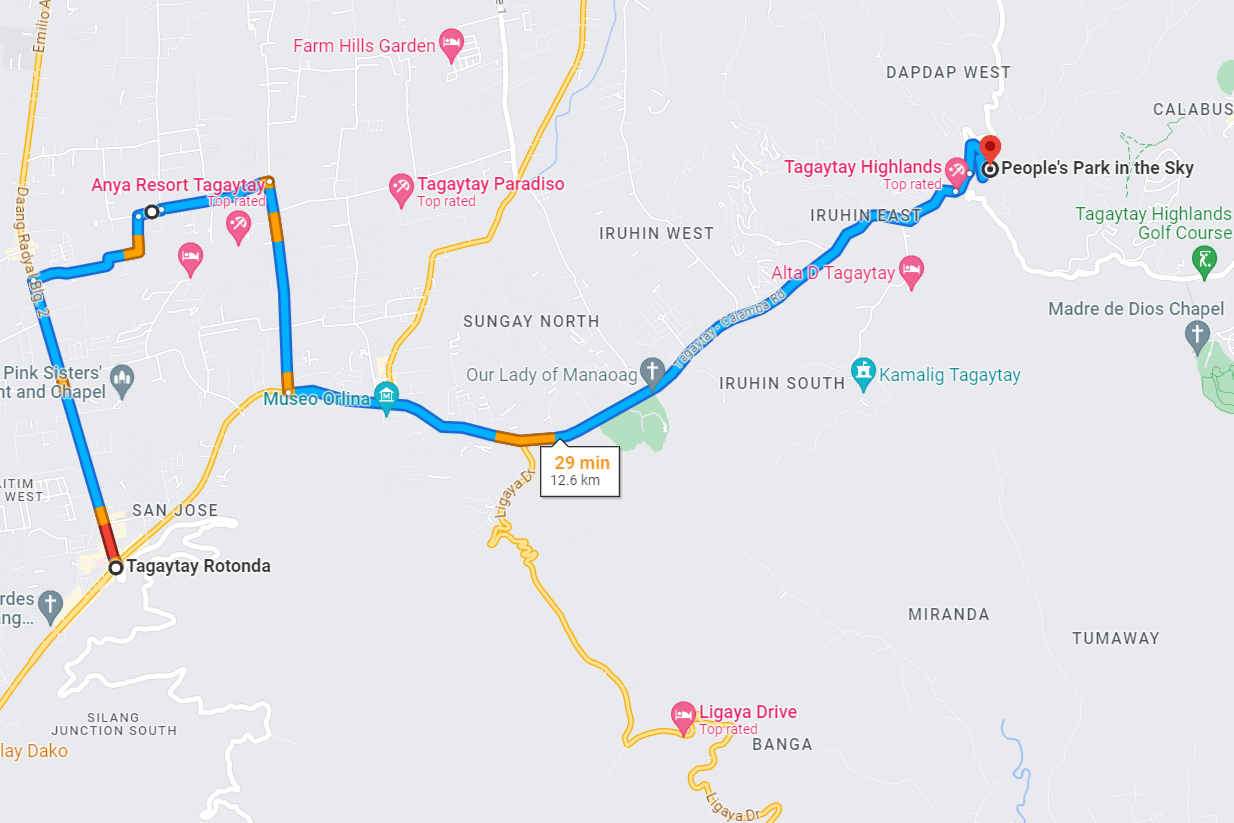 Emilio A
Farm Hills Garden
DAPDAP WEST
CALABUS
Tagaytay Highlands
Top rated
People's Park in the Sky
Anya Resort Tagaytay
Top rated
Tagaytay Paradiso
Top rated
IRUHIN EAST
Tagaytay Highlands
Golf Course
IRUHIN WEST
Daang Radyal Blg. 2
Alta D Tagaytay
Madre de Dios Chapel
SUNGAY NORTH
Tagaytay - Calamba Rd
Pink Sisters'
nt and Chapel
Our Lady of Manaoag
IRUHIN SOUTH
Kamalig Tagaytay
Museo Orlina
29 min
12.6 km
AITIM
WEST
Ligaya Dr
SAN JOSE
Tagaytay Rotonda
rdes
ng...
MIRANDA
TUMAWAY
SILANG
JUNCTION SOUTH
Ligaya Drive
Top rated
BANGA
lay Dako
Ligaya Dr